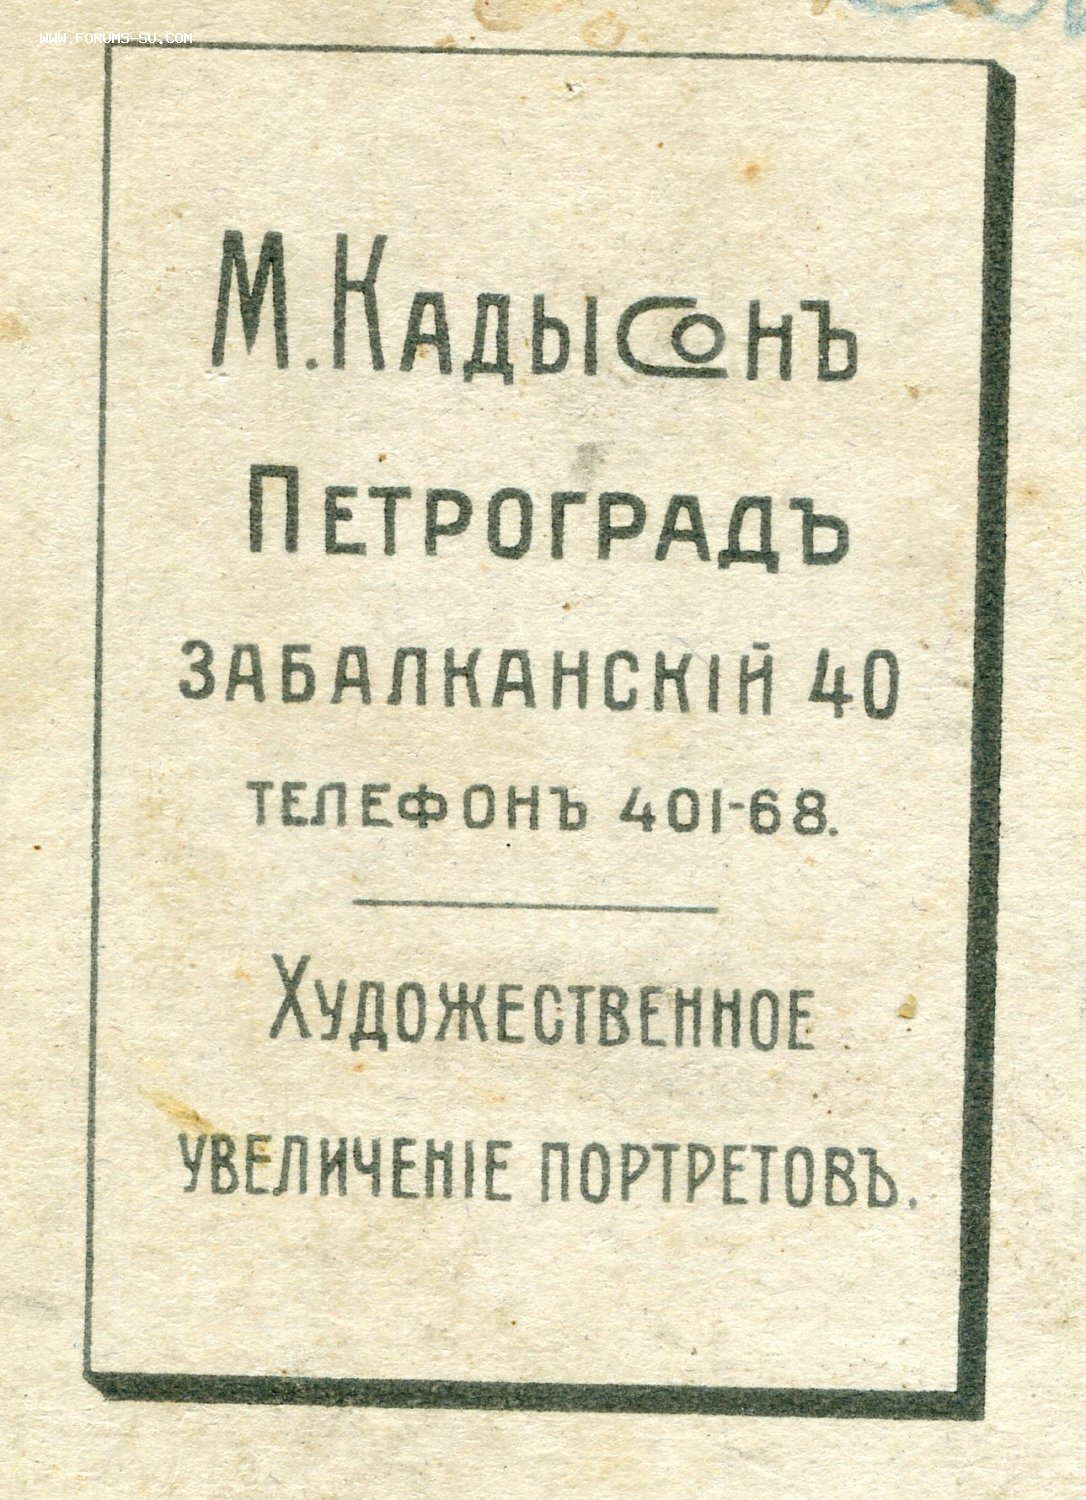 WWW.FORUMS-SU.COM
М. Кадысонъ
Петроградъ
Забалканскій 40
телефонъ 401-68.
Художественное
увеличеніе портретовъ.